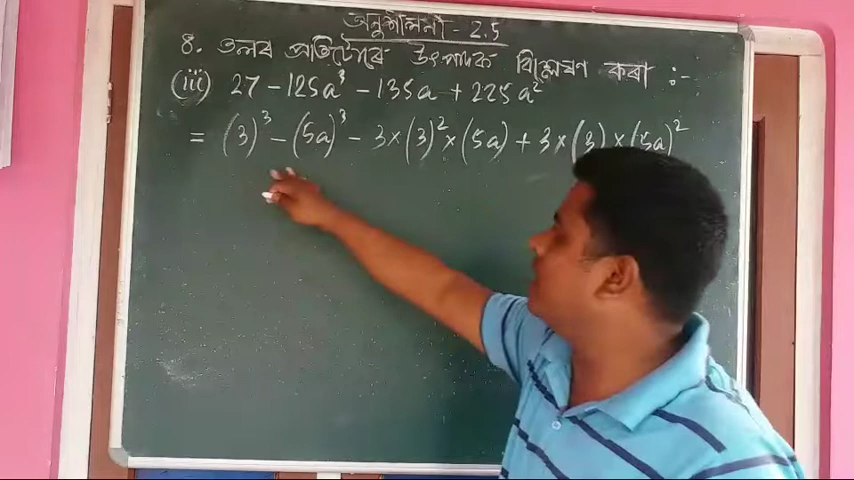 অনুশীলনী - 2.5
8. তলৰ প্ৰতিটোৰে উৎপাদক বিশ্লেষণ কৰা :-
(iii) 27 - 125a³ - 135a + 225a²
= (3)³ - (5a)³ - 3×(3)²×(5a) + 3×(3)×(5a)²